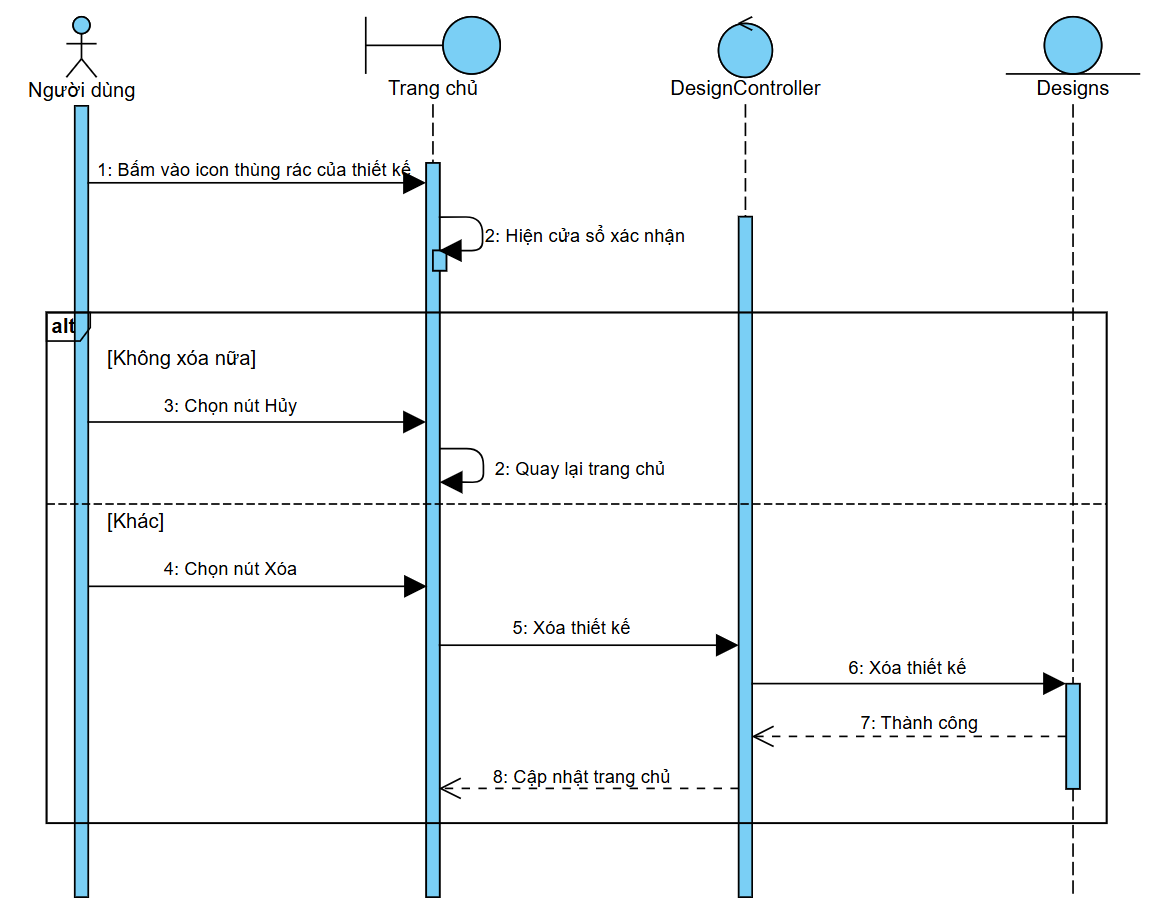 Người dùng
Trang chủ
DesignController
Designs
1: Bấm vào icon thùng rác của thiết kế
2: Hiện cửa sổ xác nhận
alt
[Không xóa nữa]
3: Chọn nút Hủy
2: Quay lại trang chủ
[Khác]
4: Chọn nút Xóa
5: Xóa thiết kế
6: Xóa thiết kế
7: Thành công
8: Cập nhật trang chủ